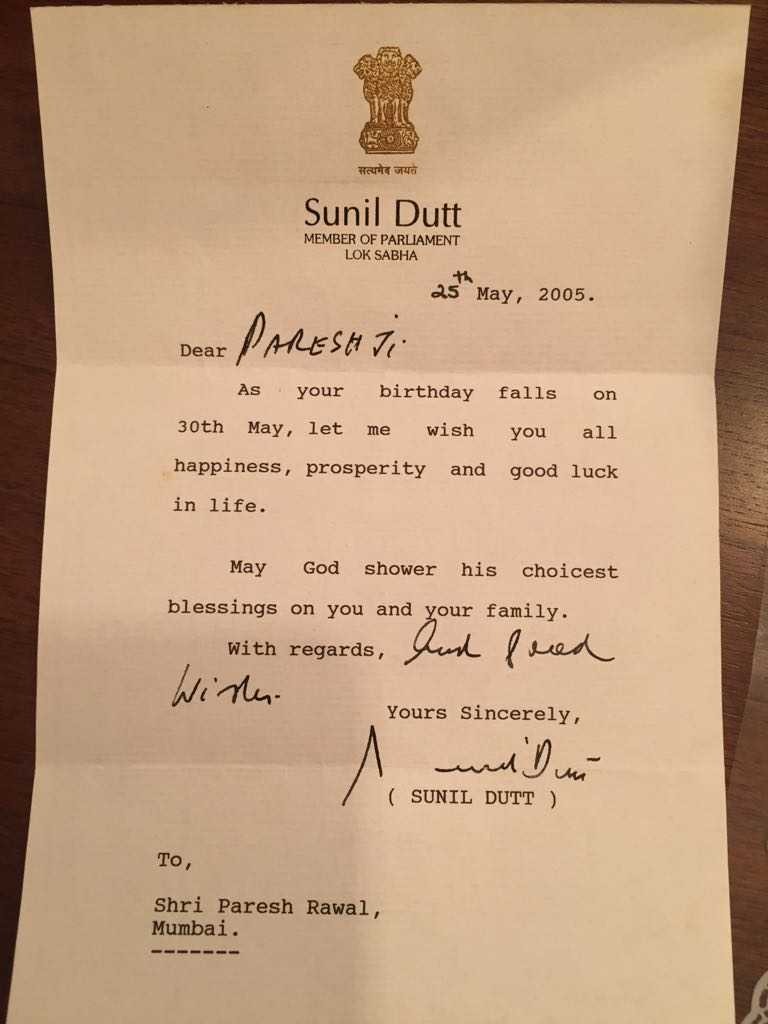 सत्यमेव जयते
Sunil Dutt
MEMBER OF PARLIAMENT
LOK SABHA
25th May, 2005.
Dear PARESH Ji.
As your birthday falls on
30th May, let me wish you all
happiness, prosperity and good luck
in life.
May God shower his choicest
blessings on you and your family.
With regards, and good
Wishes.
Yours Sincerely,
Sunil Dutt
( SUNIL DUTT )
To,
Shri Paresh Rawal,
Mumbai.